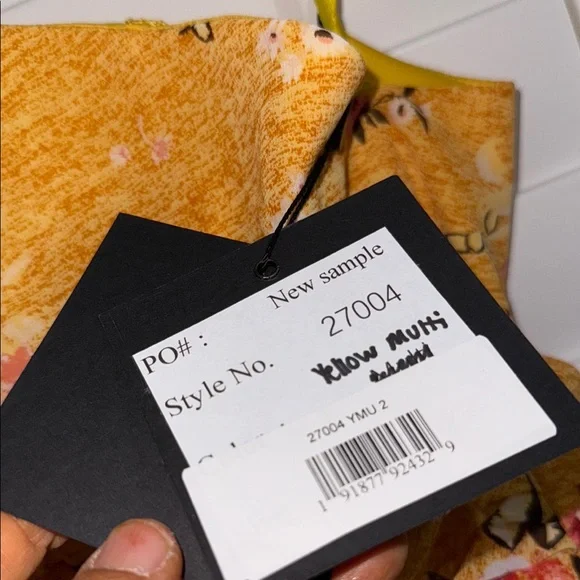 PO# : New sample
Style No. 27004
Yellow Multi
27004 YMU 2
1 91877 92432 9